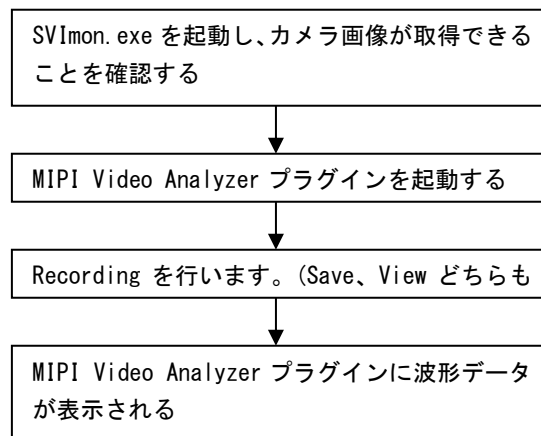 SVImon.exe を起動し、カメラ画像が取得できる
ことを確認する
MIPI Video Analyzer プラグインを起動する
Recording を行います。(Save、View どちらも
MIPI Video Analyzer プラグインに波形データ
が表示される